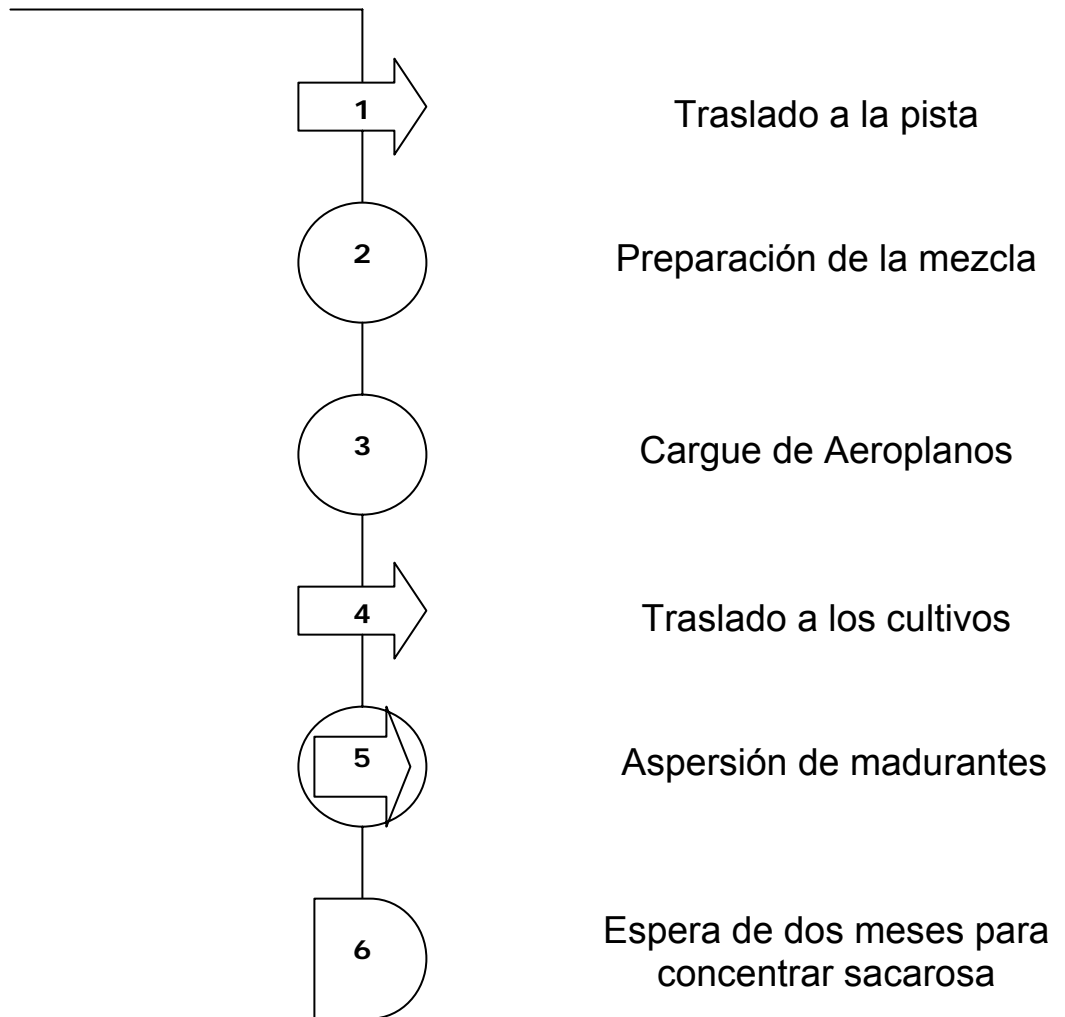 1
Traslado a la pista
2
Preparación de la mezcla
3
Cargue de Aeroplanos
4
Traslado a los cultivos
5
Aspersión de madurantes
6
Espera de dos meses para
concentrar sacarosa